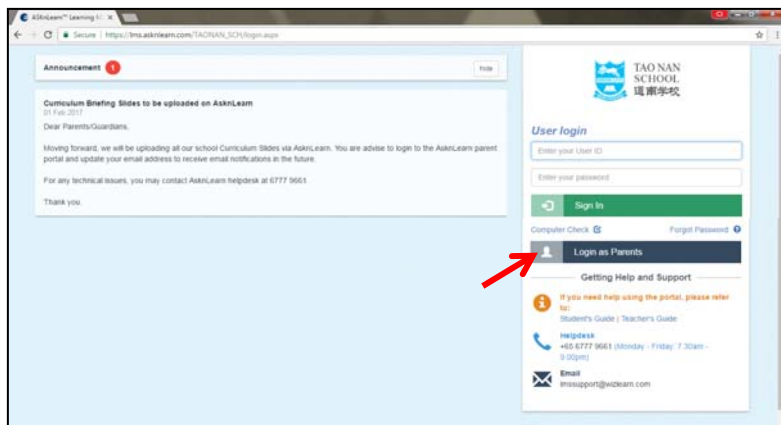 ASKnLearn™ Learning
Secure | https://lms.asknlearn.com/TAONAN_SCH/login.aspx
Announcement 1
hide
Curriculum Briefing Slides to be uploaded on AsknLearn
01 Feb 2017
Dear Parents/Guardians,
Moving forward, we will be uploading all our school Curriculum Slides via AsknLearn. You are advise to login to the AsknLearn parent
portal and update your email address to receive email notifications in the future.
For any technical issues, you may contact AsknLearn helpdesk at 6777 9661
Thank you.
TAO NAN
SCHOOL
道南学校
User login
Enter your User ID
Enter your password
Sign In
Computer Check
Forgot Password
Login as Parents
Getting Help and Support
If you need help using the portal, please refer
to:
Student's Guide | Teacher's Guide
Helpdesk
+65 6777 9661 (Monday - Friday: 7.30am -
9.00pm)
Email
lmssupport@wizlearn.com